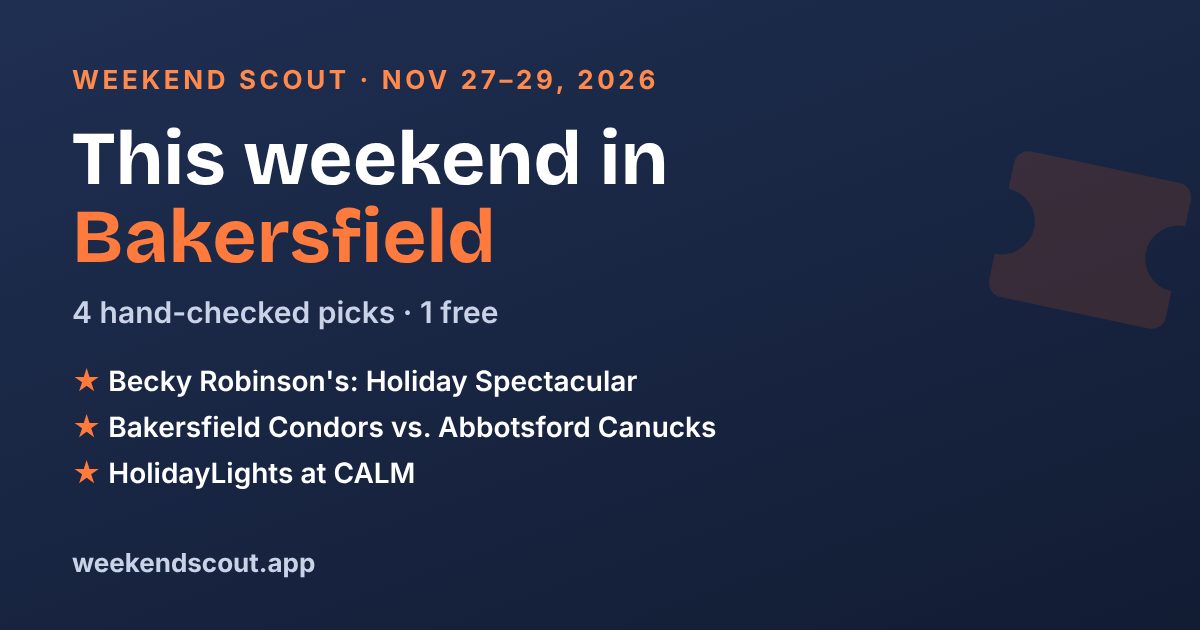 WEEKEND SCOUT · NOV 27–29, 2026
This weekend in
Bakersfield
4 hand-checked picks · 1 free
★ Becky Robinson's: Holiday Spectacular
★ Bakersfield Condors vs. Abbotsford Canucks
★ HolidayLights at CALM
weekendscout.app